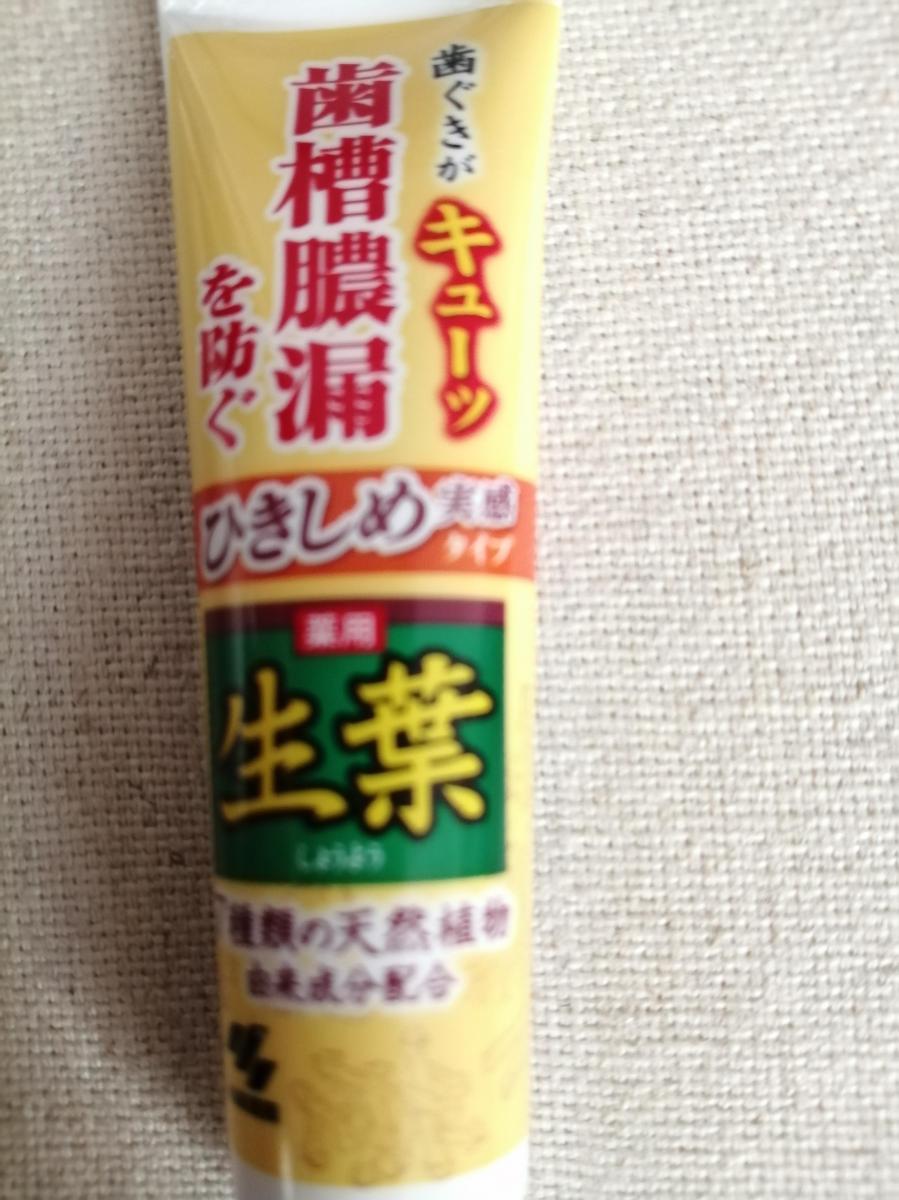 歯ぐきが
キューッ
歯槽膿漏
を防ぐ
ひきしめ実感
タイプ
薬用
生葉
しょうよう
種類の天然植物
由来成分配合